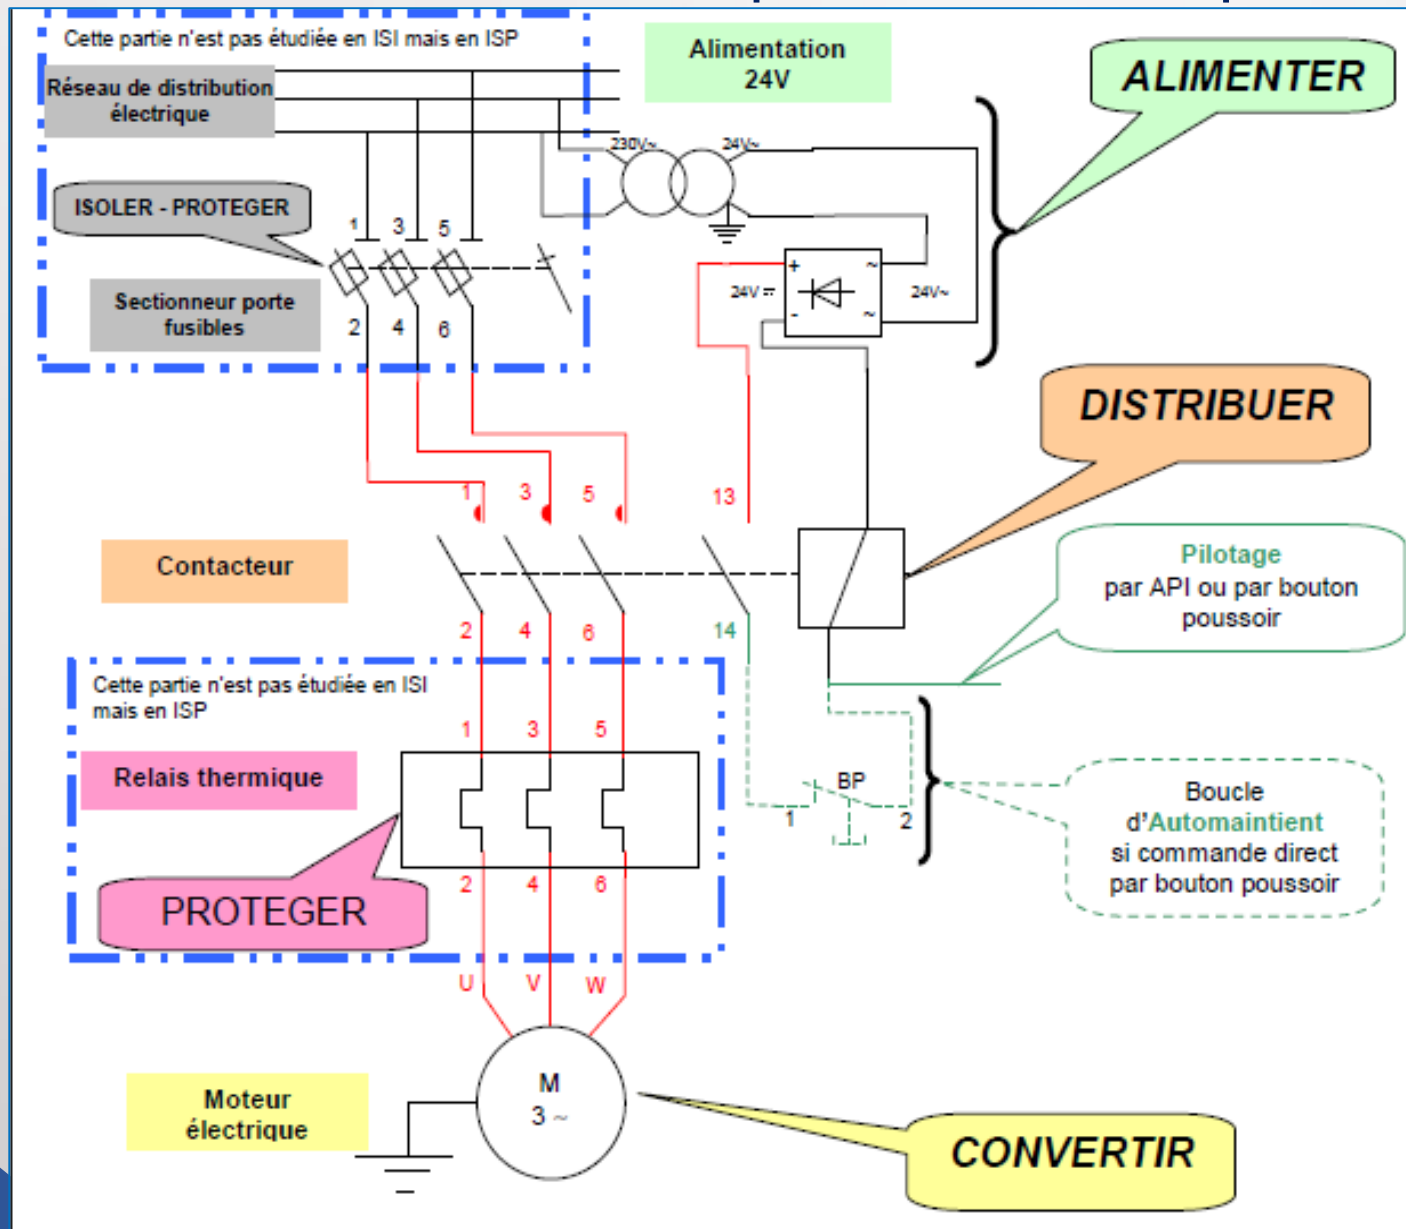 Cette partie n'est pas étudiée en ISI mais en ISP
Alimentation
24V
ALIMENTER
Réseau de distribution
électrique
230V~
24V~
ISOLER - PROTEGER
1
3
5
+
~
24V
24V~
-
~
Sectionneur porte
fusibles
2
4
6
DISTRIBUER
1
3
5
13
Contacteur
Pilotage
par API ou par bouton
poussoir
2
4
6
14
Cette partie n'est pas étudiée en ISI
mais en ISP
1
3
5
Relais thermique
BP
1
2
Boucle
d'Automaintient
si commande direct
par bouton poussoir
2
4
6
PROTEGER
U
V
W
M
3 ~
Moteur
électrique
CONVERTIR